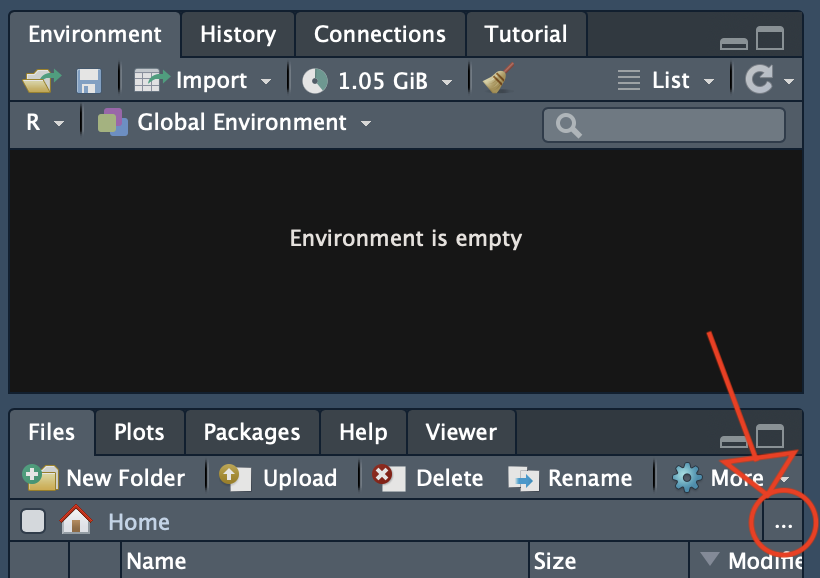 Environment History Connections Tutorial
Import 1.05 GiB List
R Global Environment
Environment is empty
Files Plots Packages Help Viewer
New Folder Upload Delete Rename More
Home ...
Name Size Modifie